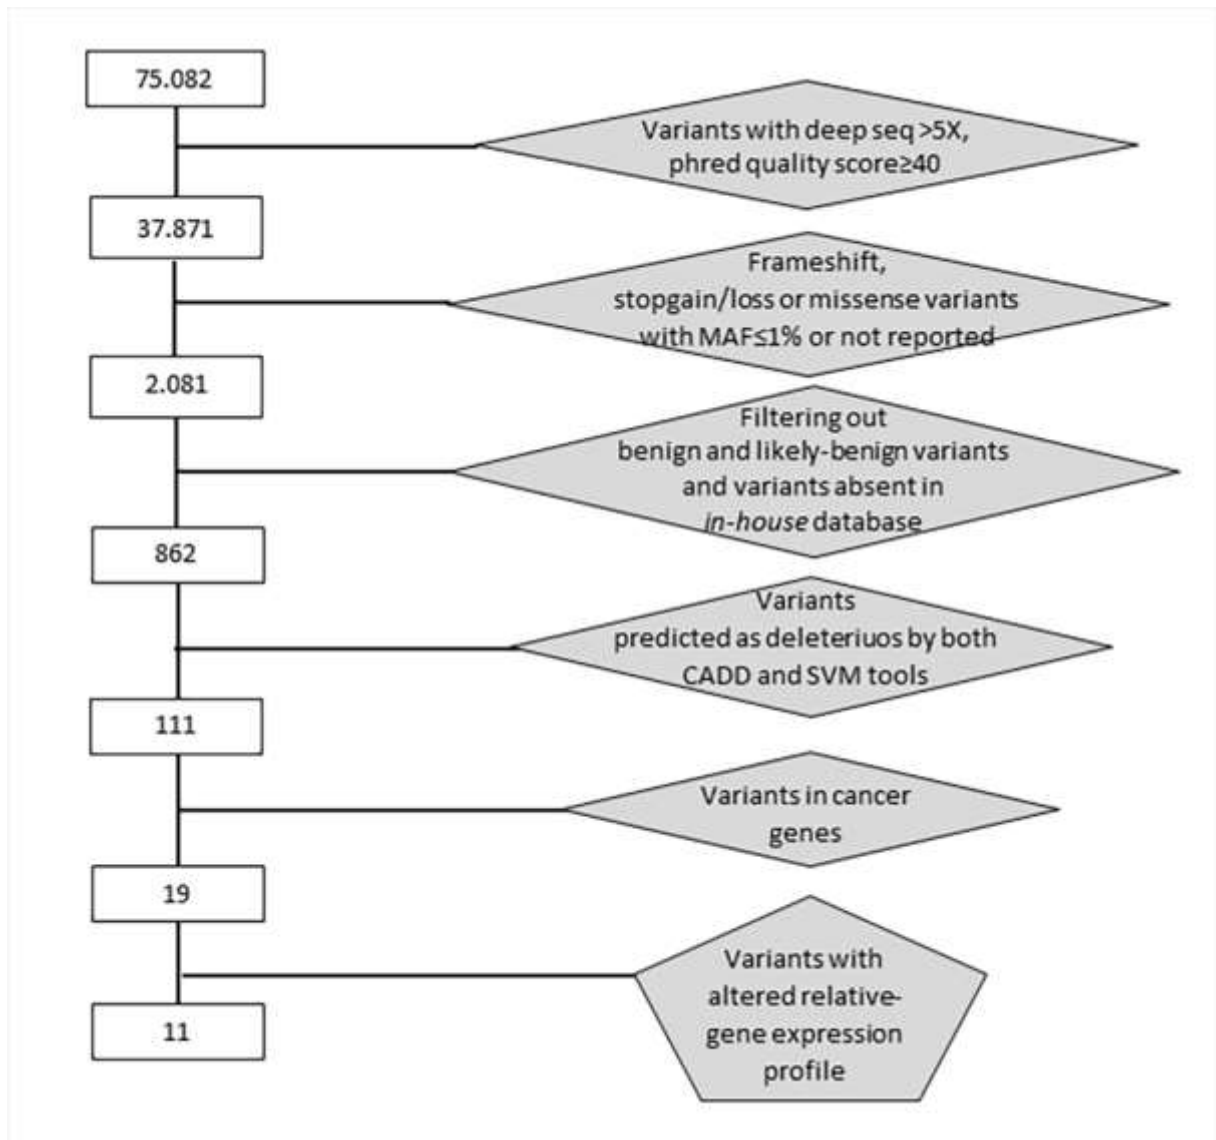 75.082
Variants with deep seq >5X,
phred quality score≥40
37.871
Frameshift,
stopgain/loss or missense variants
with MAF≤1% or not reported
2.081
Filtering out
benign and likely-benign variants
and variants absent in
in-house database
862
Variants
predicted as deleteriuos by both
CADD and SVM tools
111
Variants in cancer
genes
19
Variants with
altered relative-
gene expression
profile
11